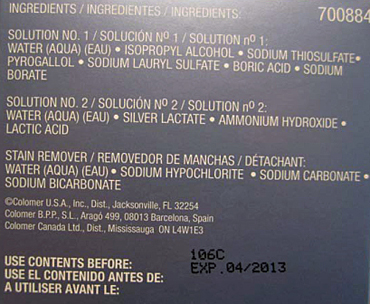 INGREDIENTS / INGREDIENTES / INGRÉDIENTS: 700884
SOLUTION NO. 1 / SOLUCIÓN Nº 1 / SOLUTION nº 1:
WATER (AQUA) (EAU) • ISOPROPYL ALCOHOL • SODIUM THIOSULFATE•
PYROGALLOL • SODIUM LAURYL SULFATE • BORIC ACID • SODIUM
BORATE
SOLUTION NO. 2 / SOLUCIÓN Nº 2 / SOLUTION nº 2:
WATER (AQUA) (EAU) • SILVER LACTATE • AMMONIUM HYDROXIDE •
LACTIC ACID
STAIN REMOVER / REMOVEDOR DE MANCHAS / DÉTACHANT:
WATER (AQUA) (EAU) • SODIUM HYPOCHLORITE • SODIUM CARBONATE •
SODIUM BICARBONATE
©Colomer U.S.A., Inc., Dist., Jacksonville, FL 32254
Colomer B.P.P., S.L., Aragó 499, 08013 Barcelona, Spain
Colomer Canada Ltd., Dist., Mississauga ON L4W1E3
USE CONTENTS BEFORE: 106C
USE EL CONTENIDO ANTES DE: EXP. 04/2013
A UTILISER AVANT LE: